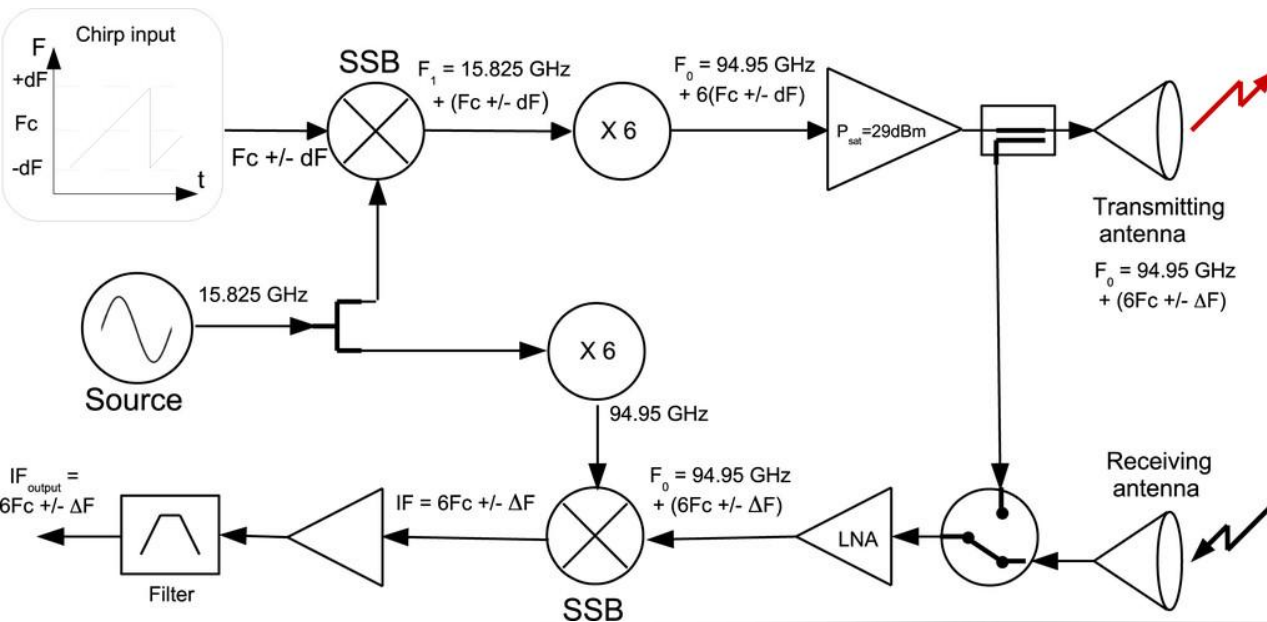 Chirp input
F
+dF
Fc
-dF
t
Fc +/- dF
SSB
F₁ = 15.825 GHz
+ (Fc +/- dF)
X 6
F₀ = 94.95 GHz
+ 6(Fc +/- dF)
Pₛₐₜ=29dBm
Transmitting
antenna
F₀ = 94.95 GHz
+ (6Fc +/- ΔF)
15.825 GHz
Source
X 6
94.95 GHz
IFₒᵤₜₚᵤₜ =
6Fc +/- ΔF
Filter
IF = 6Fc +/- ΔF
SSB
F₀ = 94.95 GHz
+ (6Fc +/- ΔF)
LNA
Receiving
antenna